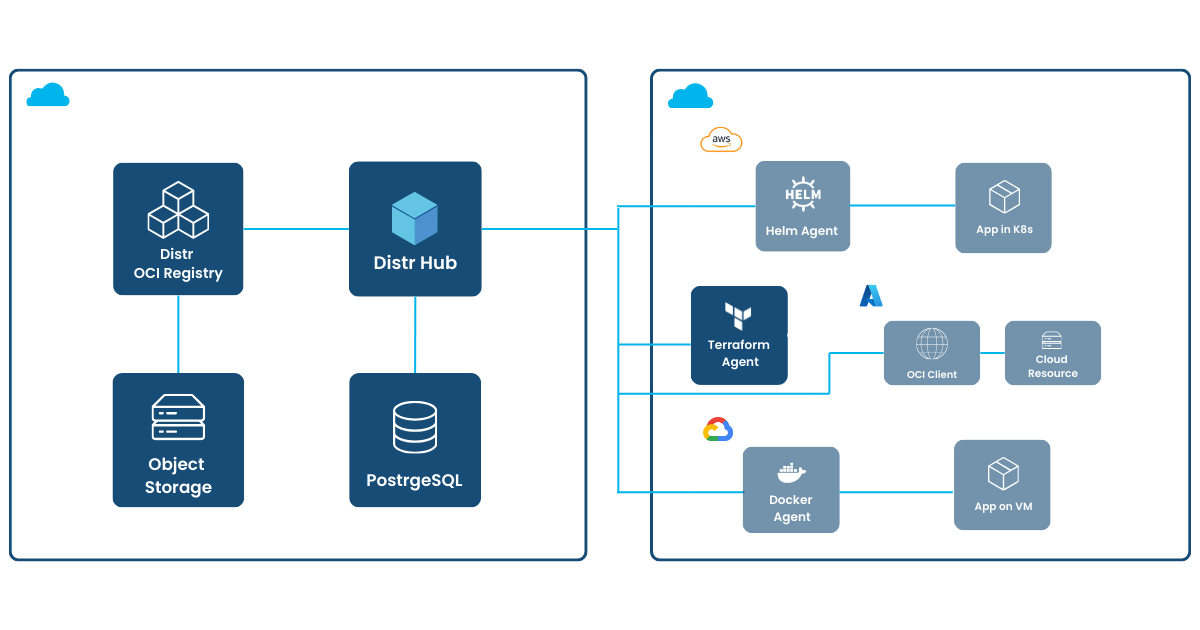 aws
HELM
Helm Agent
App in K8s
Distr
OCI Registry
Distr Hub
Terraform
Agent
OCI Client
Cloud
Resource
Object
Storage
PostrgeSQL
Docker
Agent
App on VM